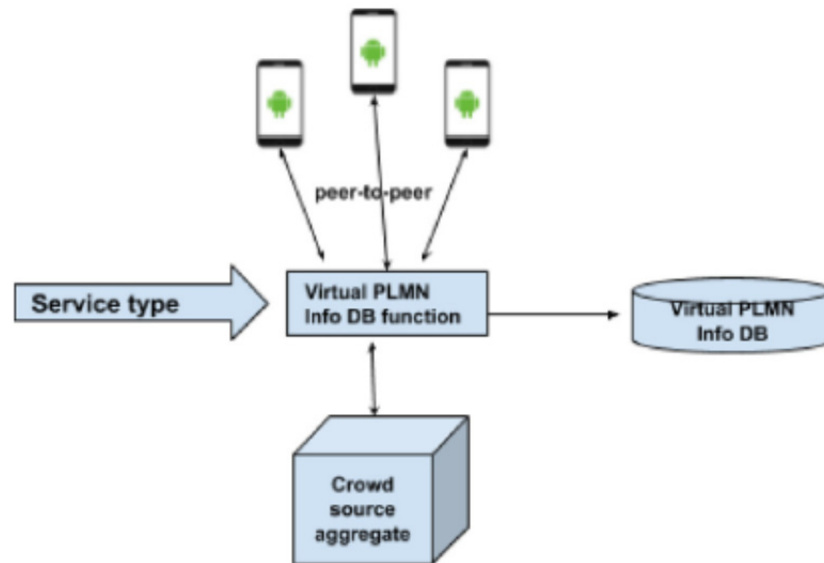 peer-to-peer
Service type
Virtual PLMN
Info DB function
Virtual PLMN
Info DB
Crowd
source
aggregate